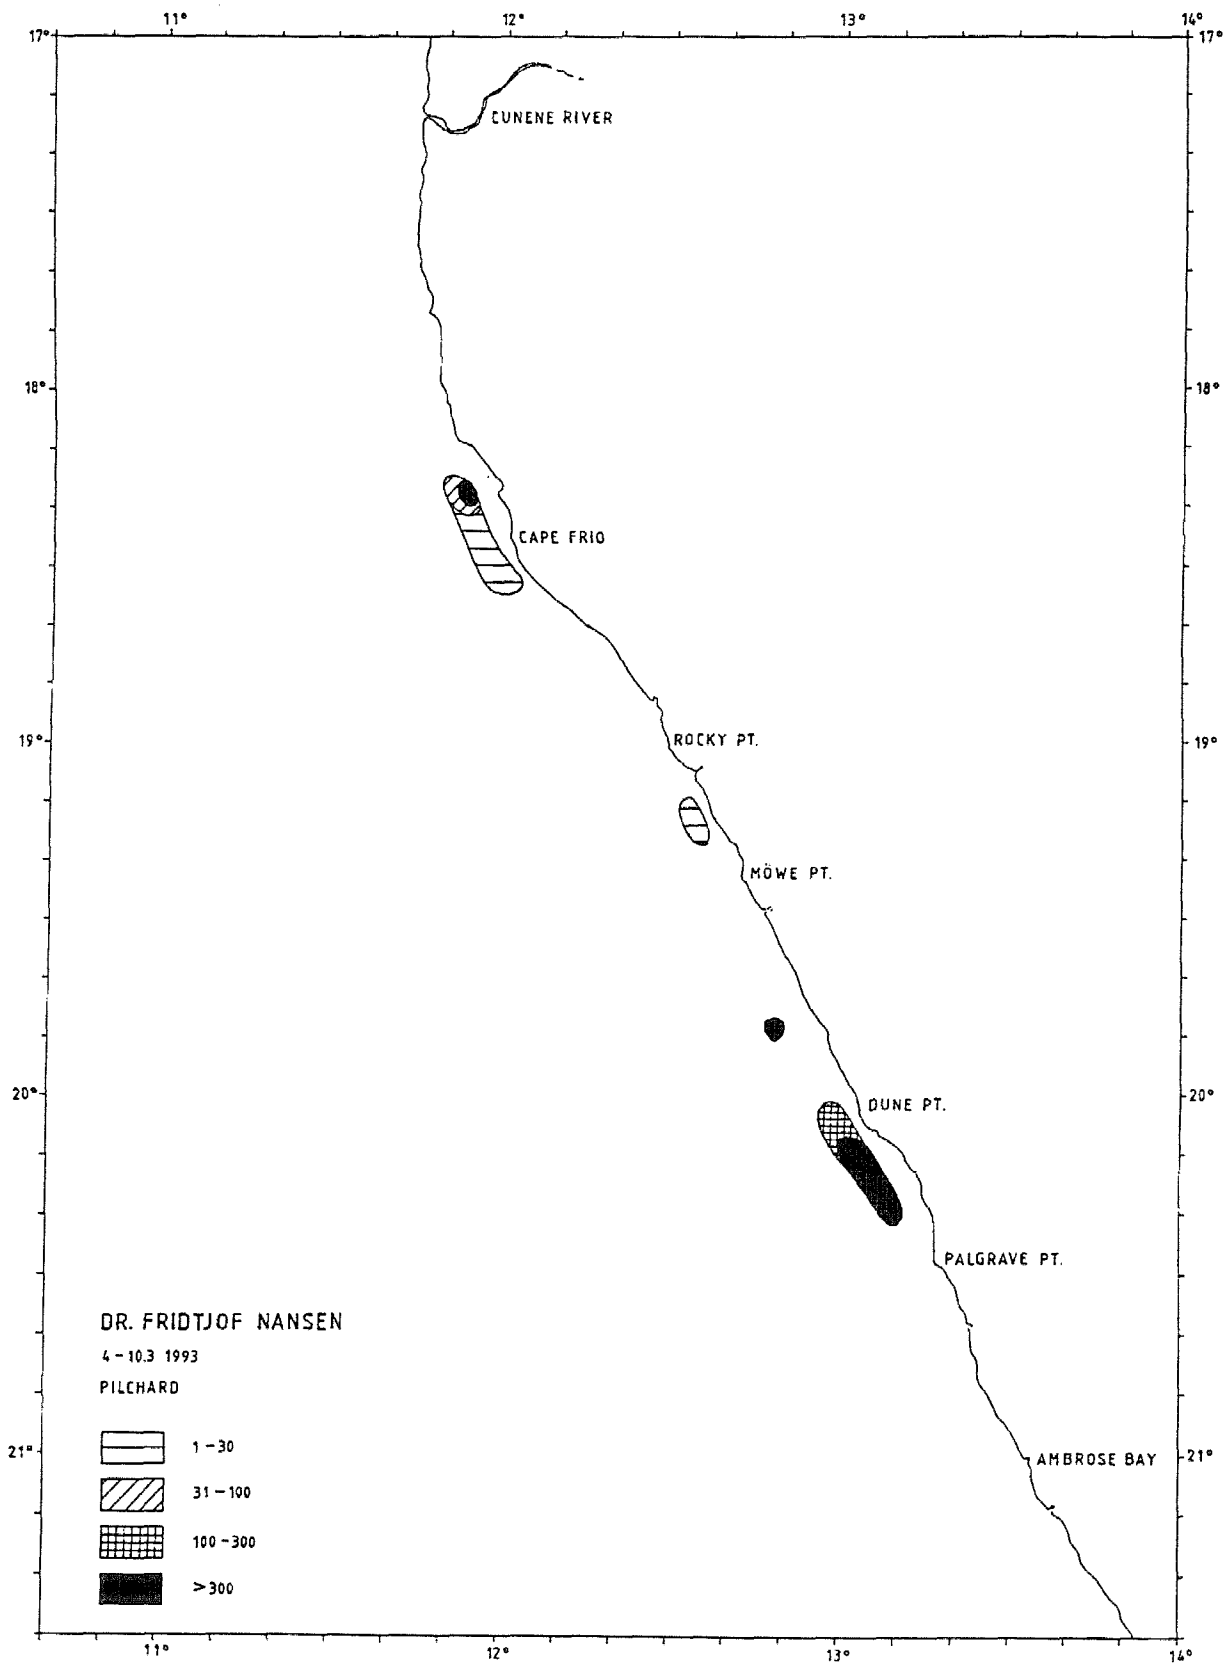 11° 12° 13° 14°
17° 17°
CUNENE RIVER
18° 18°
CAPE FRIO
19° ROCKY PT. 19°
MÖWE PT.
20° 20°
DUNE PT.
PALGRAVE PT.
DR. FRIDTJOF NANSEN
4-10.3 1993
PILCHARD
1-30
21° 21°
AMBROSE BAY
31-100
100-300
>300
11° 12° 13° 14°